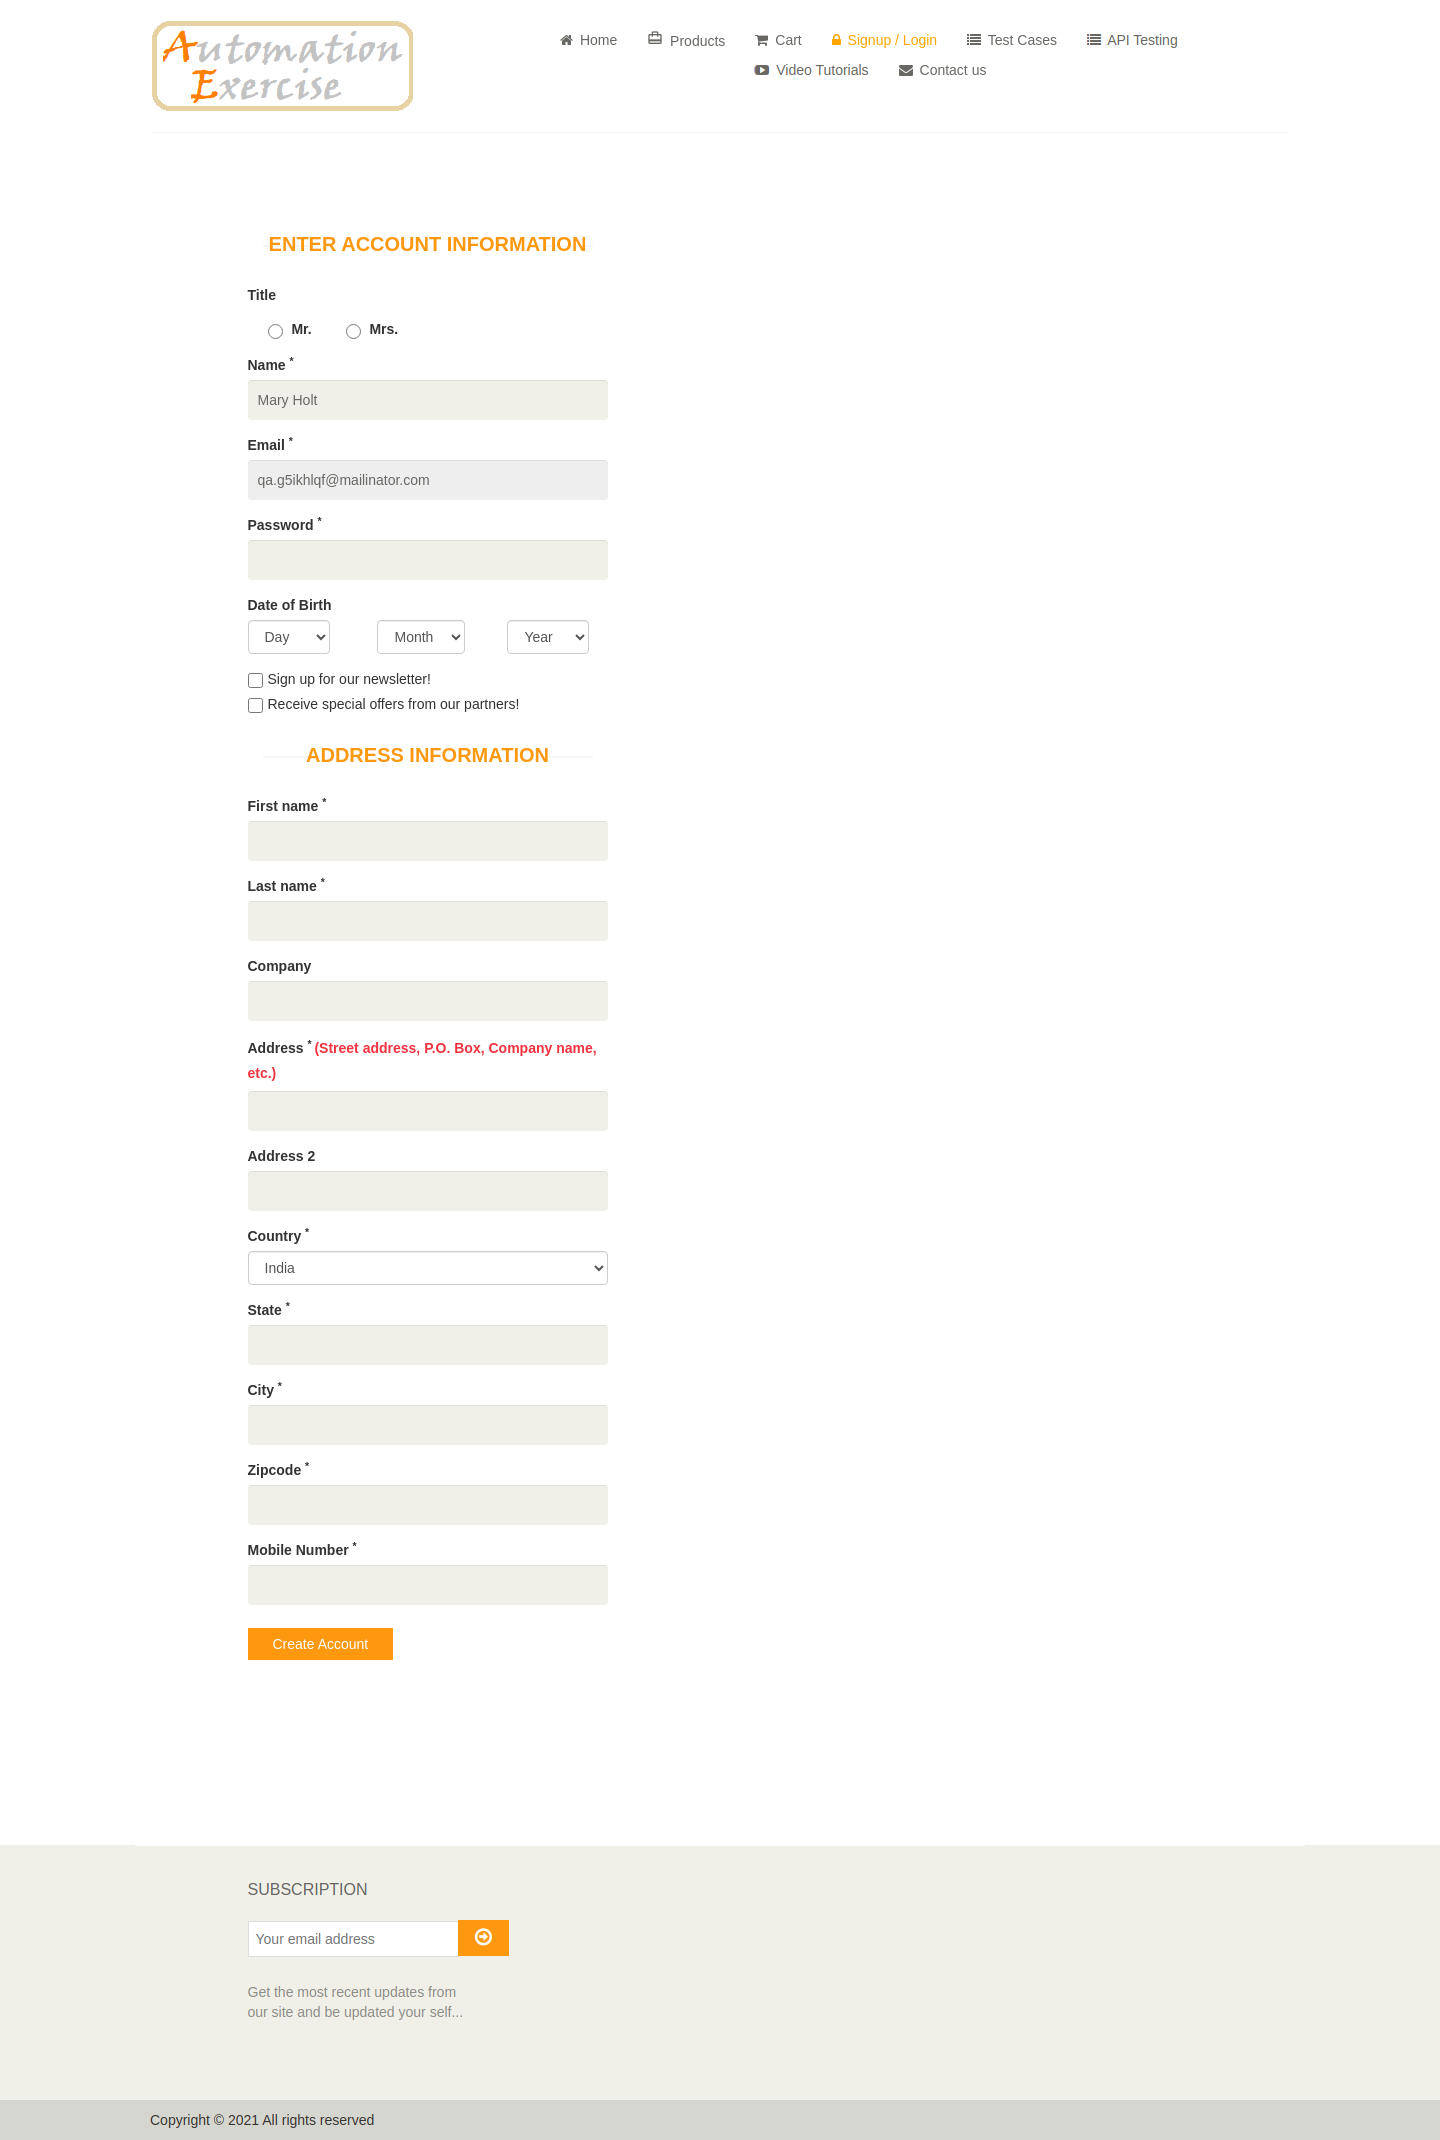 Automation
Exercise
Home Products Cart Signup / Login Test Cases API Testing
Video Tutorials Contact us
ENTER ACCOUNT INFORMATION
Title
Mr. Mrs.
Name *
Mary Holt
Email *
qa.g5ikhlqf@mailinator.com
Password *
Date of Birth
Day Month Year
Sign up for our newsletter!
Receive special offers from our partners!
ADDRESS INFORMATION
First name *
Last name *
Company
Address * (Street address, P.O. Box, Company name,
etc.)
Address 2
Country *
India
State *
City *
Zipcode *
Mobile Number *
Create Account
SUBSCRIPTION
Your email address
Get the most recent updates from
our site and be updated your self...
Copyright © 2021 All rights reserved